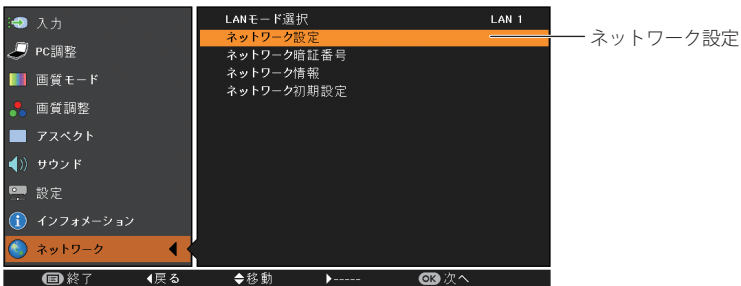 入力
PC調整
画質モード
画質調整
アスペクト
サウンド
設定
インフォメーション
ネットワーク
LANモード選択 LAN 1
ネットワーク設定
ネットワーク暗証番号
ネットワーク情報
ネットワーク初期設定
ネットワーク設定
終了 戻る 移動 ----- OK 次へ